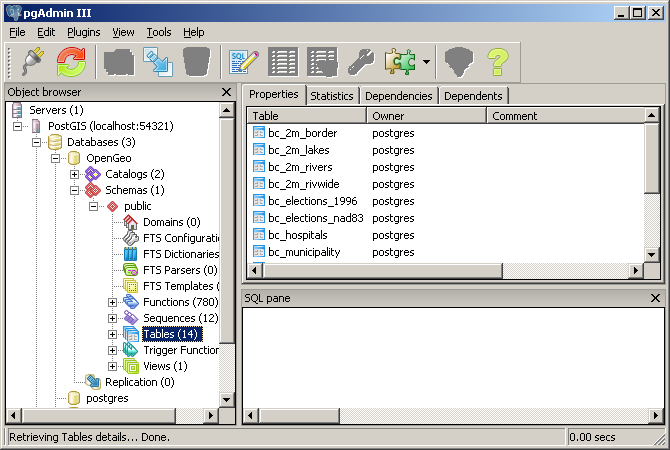 pgAdmin III
File Edit Plugins View Tools Help
SQL
Object browser
Servers (1)
PostGIS (localhost:54321)
Databases (3)
OpenGeo
Catalogs (2)
Schemas (1)
public
Domains (0)
FTS Configuratio
FTS Dictionaries
FTS Parsers (0)
FTS Templates (
Functions (780)
Sequences (12)
Tables (14)
Trigger Function
Views (1)
Replication (0)
postgres
Properties Statistics Dependencies Dependents
Table Owner Comment
bc_2m_border postgres
bc_2m_lakes postgres
bc_2m_rivers postgres
bc_2m_rivwide postgres
bc_elections_1996 postgres
bc_elections_nad83 postgres
bc_hospitals postgres
bc_municipality postgres
SQL pane
Retrieving Tables details... Done. 0.00 secs